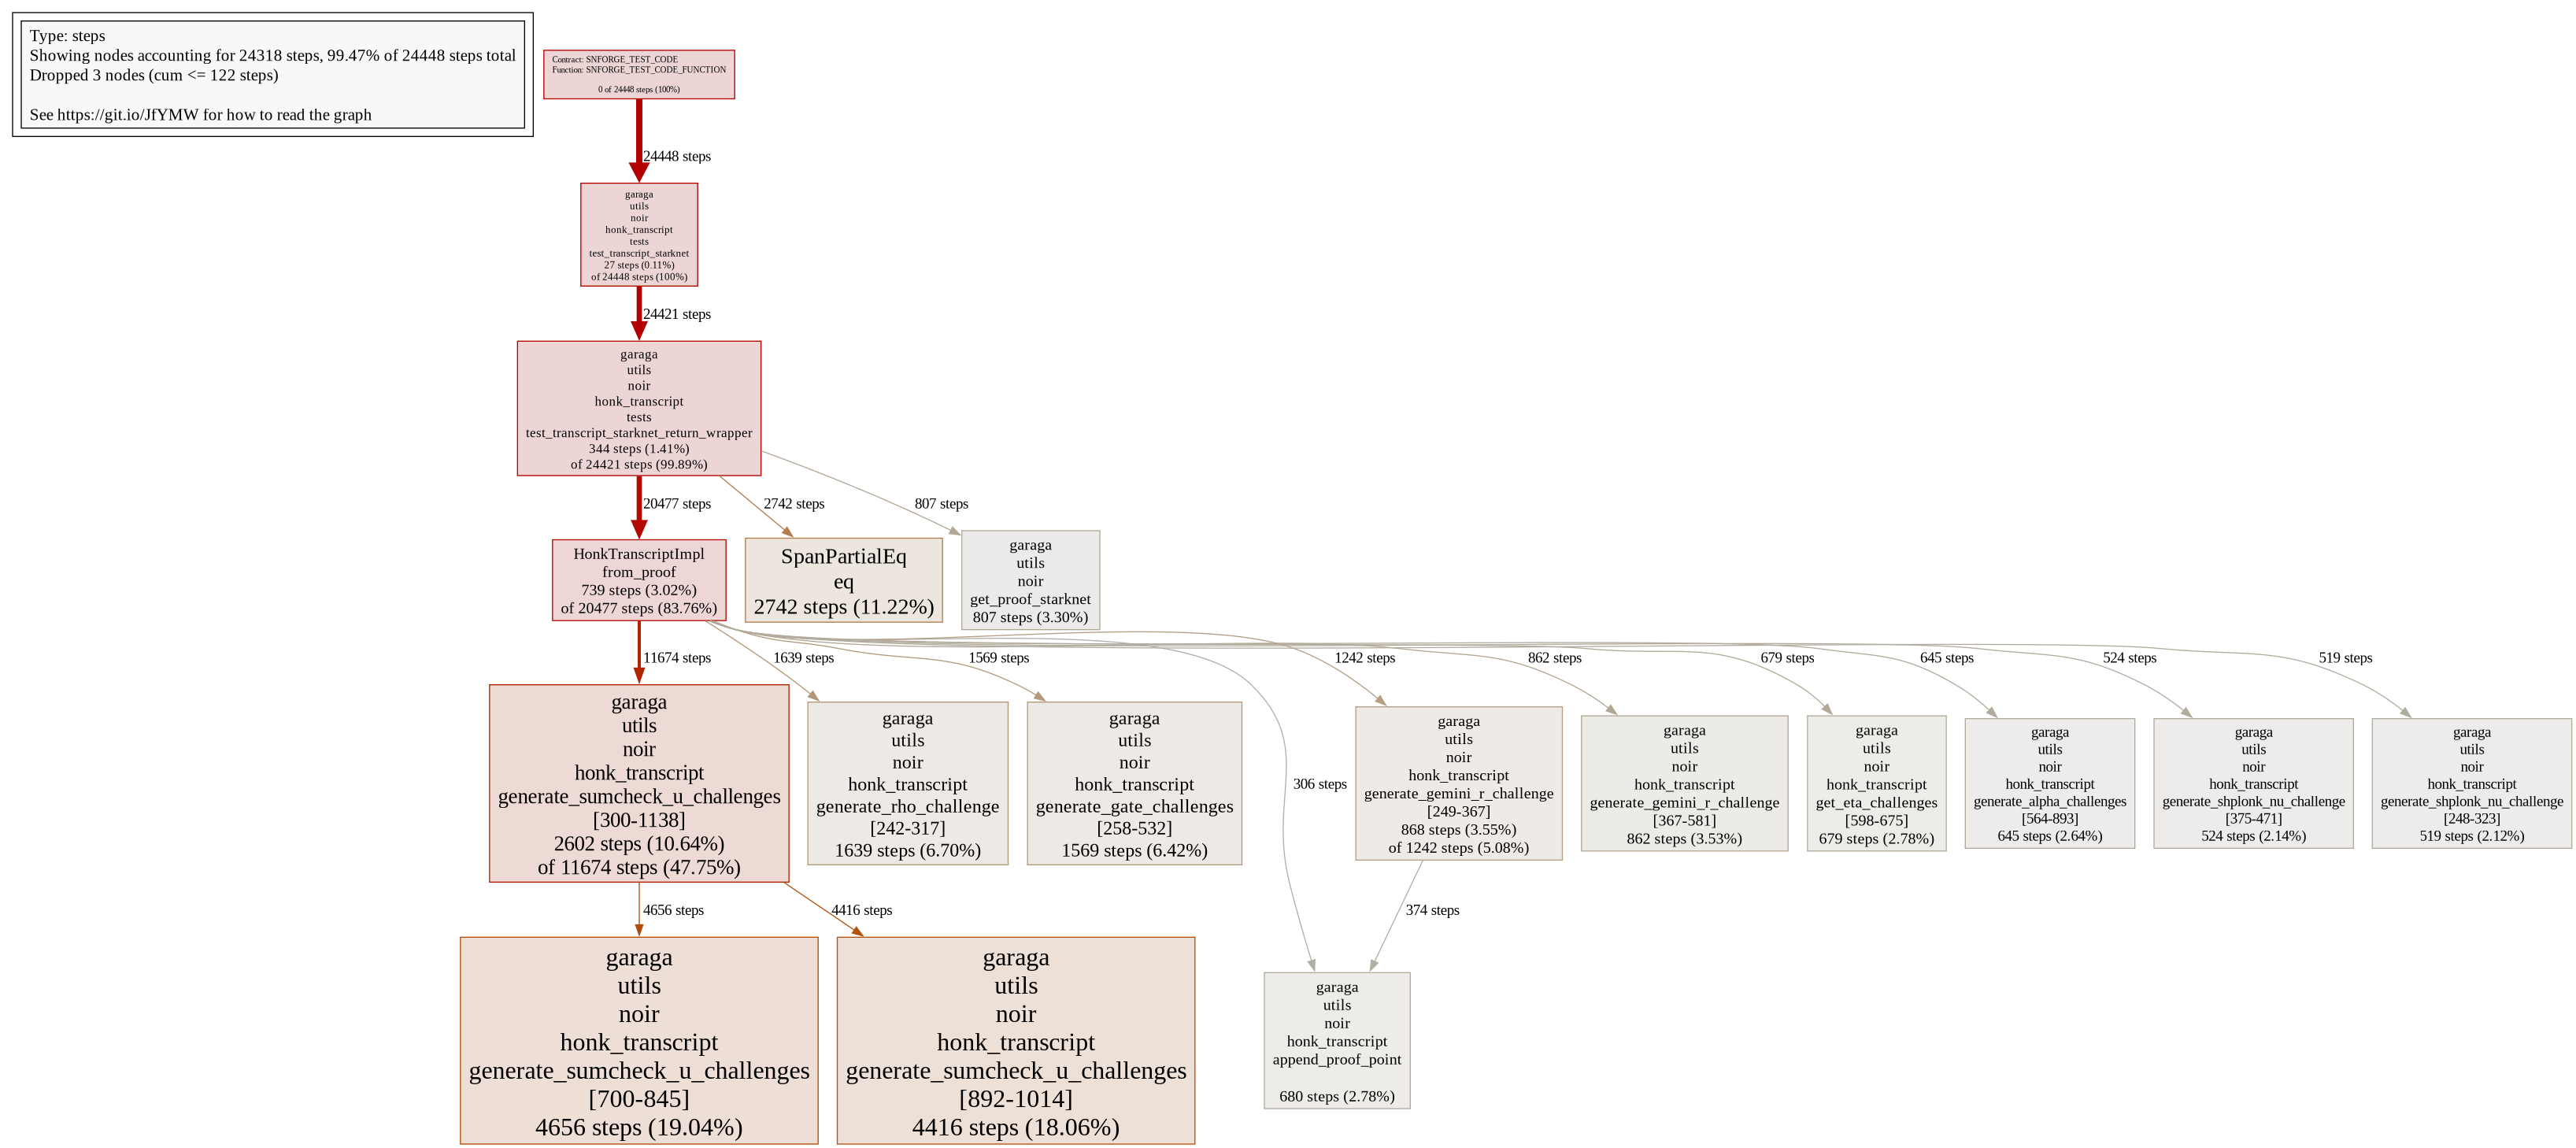 Type: steps
Showing nodes accounting for 24318 steps, 99.47% of 24448 steps total
Dropped 3 nodes (cum <= 122 steps)
See https://git.io/JfYMW for how to read the graph
Contract: SNFORGE_TEST_CODE
Function: SNFORGE_TEST_CODE_FUNCTION
0 of 24448 steps (100%)
24448 steps
garaga
utils
noir
honk_transcript
tests
test_transcript_starknet
27 steps (0.11%)
of 24448 steps (100%)
24421 steps
garaga
utils
noir
honk_transcript
tests
test_transcript_starknet_return_wrapper
344 steps (1.41%)
of 24421 steps (99.89%)
20477 steps
2742 steps
807 steps
HonkTranscriptImpl
from_proof
739 steps (3.02%)
of 20477 steps (83.76%)
SpanPartialEq
eq
2742 steps (11.22%)
garaga
utils
noir
get_proof_starknet
807 steps (3.30%)
11674 steps
1639 steps
1569 steps
306 steps
1242 steps
862 steps
679 steps
645 steps
524 steps
519 steps
garaga
utils
noir
honk_transcript
generate_sumcheck_u_challenges
[300-1138]
2602 steps (10.64%)
of 11674 steps (47.75%)
garaga
utils
noir
honk_transcript
generate_rho_challenge
[242-317]
1639 steps (6.70%)
garaga
utils
noir
honk_transcript
generate_gate_challenges
[258-532]
1569 steps (6.42%)
garaga
utils
noir
honk_transcript
generate_gemini_r_challenge
[249-367]
868 steps (3.55%)
of 1242 steps (5.08%)
garaga
utils
noir
honk_transcript
generate_gemini_r_challenge
[367-581]
862 steps (3.53%)
garaga
utils
noir
honk_transcript
get_eta_challenges
[598-675]
679 steps (2.78%)
garaga
utils
noir
honk_transcript
generate_alpha_challenges
[564-893]
645 steps (2.64%)
garaga
utils
noir
honk_transcript
generate_shplonk_nu_challenge
[375-471]
524 steps (2.14%)
garaga
utils
noir
honk_transcript
generate_shplonk_nu_challenge
[248-323]
519 steps (2.12%)
4656 steps
4416 steps
374 steps
garaga
utils
noir
honk_transcript
generate_sumcheck_u_challenges
[700-845]
4656 steps (19.04%)
garaga
utils
noir
honk_transcript
generate_sumcheck_u_challenges
[892-1014]
4416 steps (18.06%)
garaga
utils
noir
honk_transcript
append_proof_point
680 steps (2.78%)